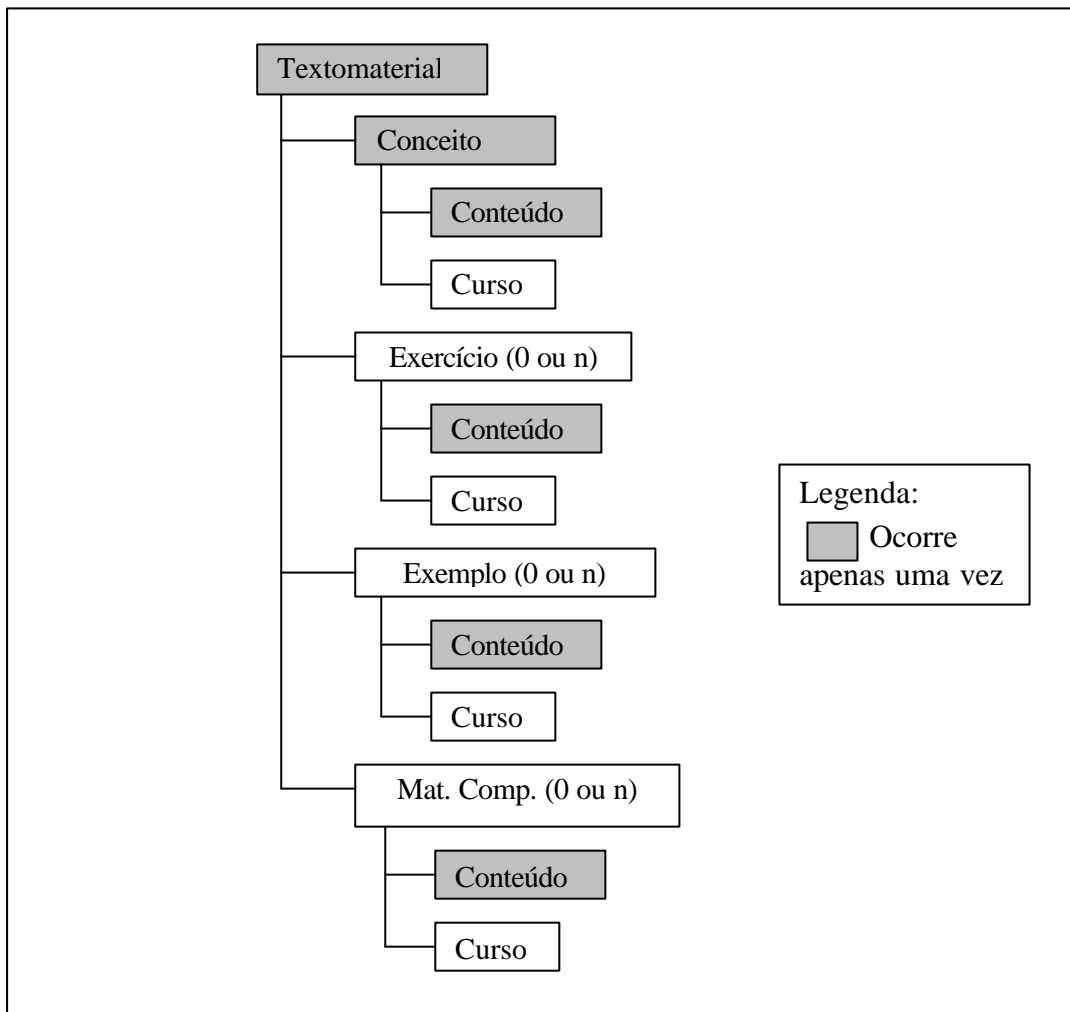 Textomaterial
Conceito
Conteúdo
Curso
Exercício (0 ou n)
Conteúdo
Curso
Exemplo (0 ou n)
Conteúdo
Curso
Mat. Comp. (0 ou n)
Conteúdo
Curso
Legenda:
Ocorre
apenas uma vez